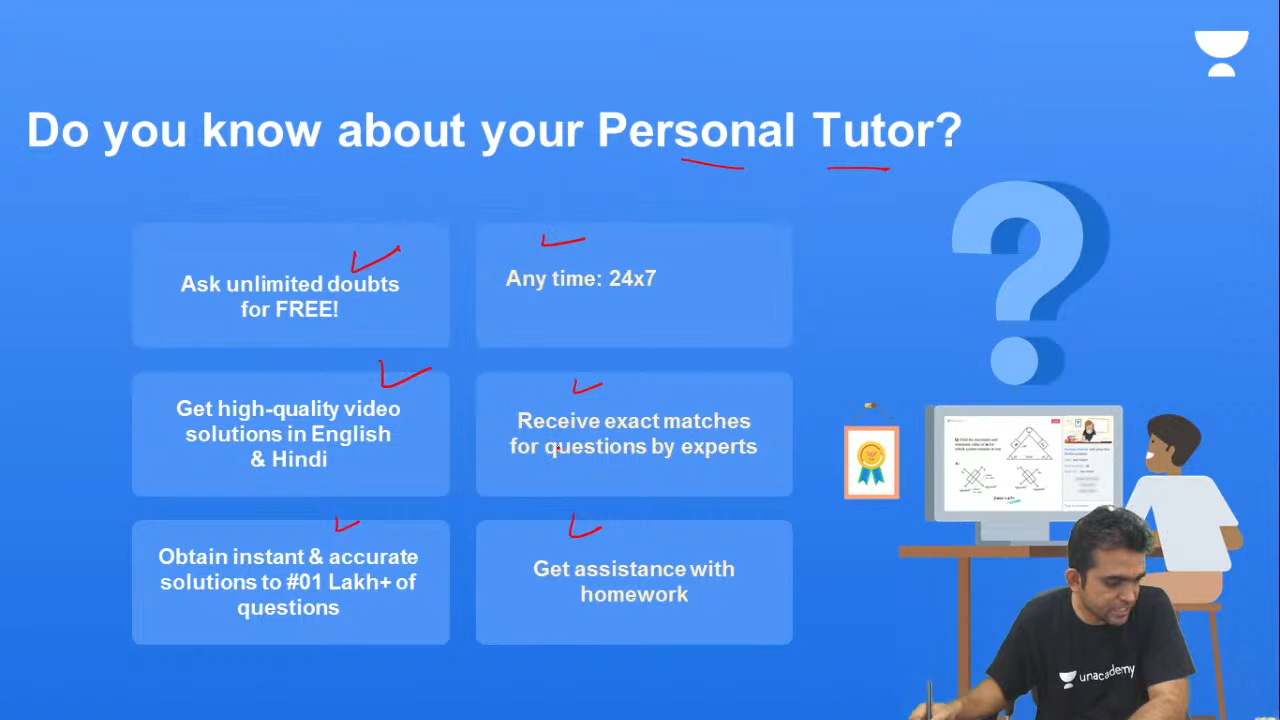 Do you know about your Personal Tutor?
Ask unlimited doubts
for FREE!
Any time: 24x7
Get high-quality video
solutions in English
& Hindi
Receive exact matches
for questions by experts
Obtain instant & accurate
solutions to #01 Lakh+ of
questions
Get assistance with
homework
unacademy